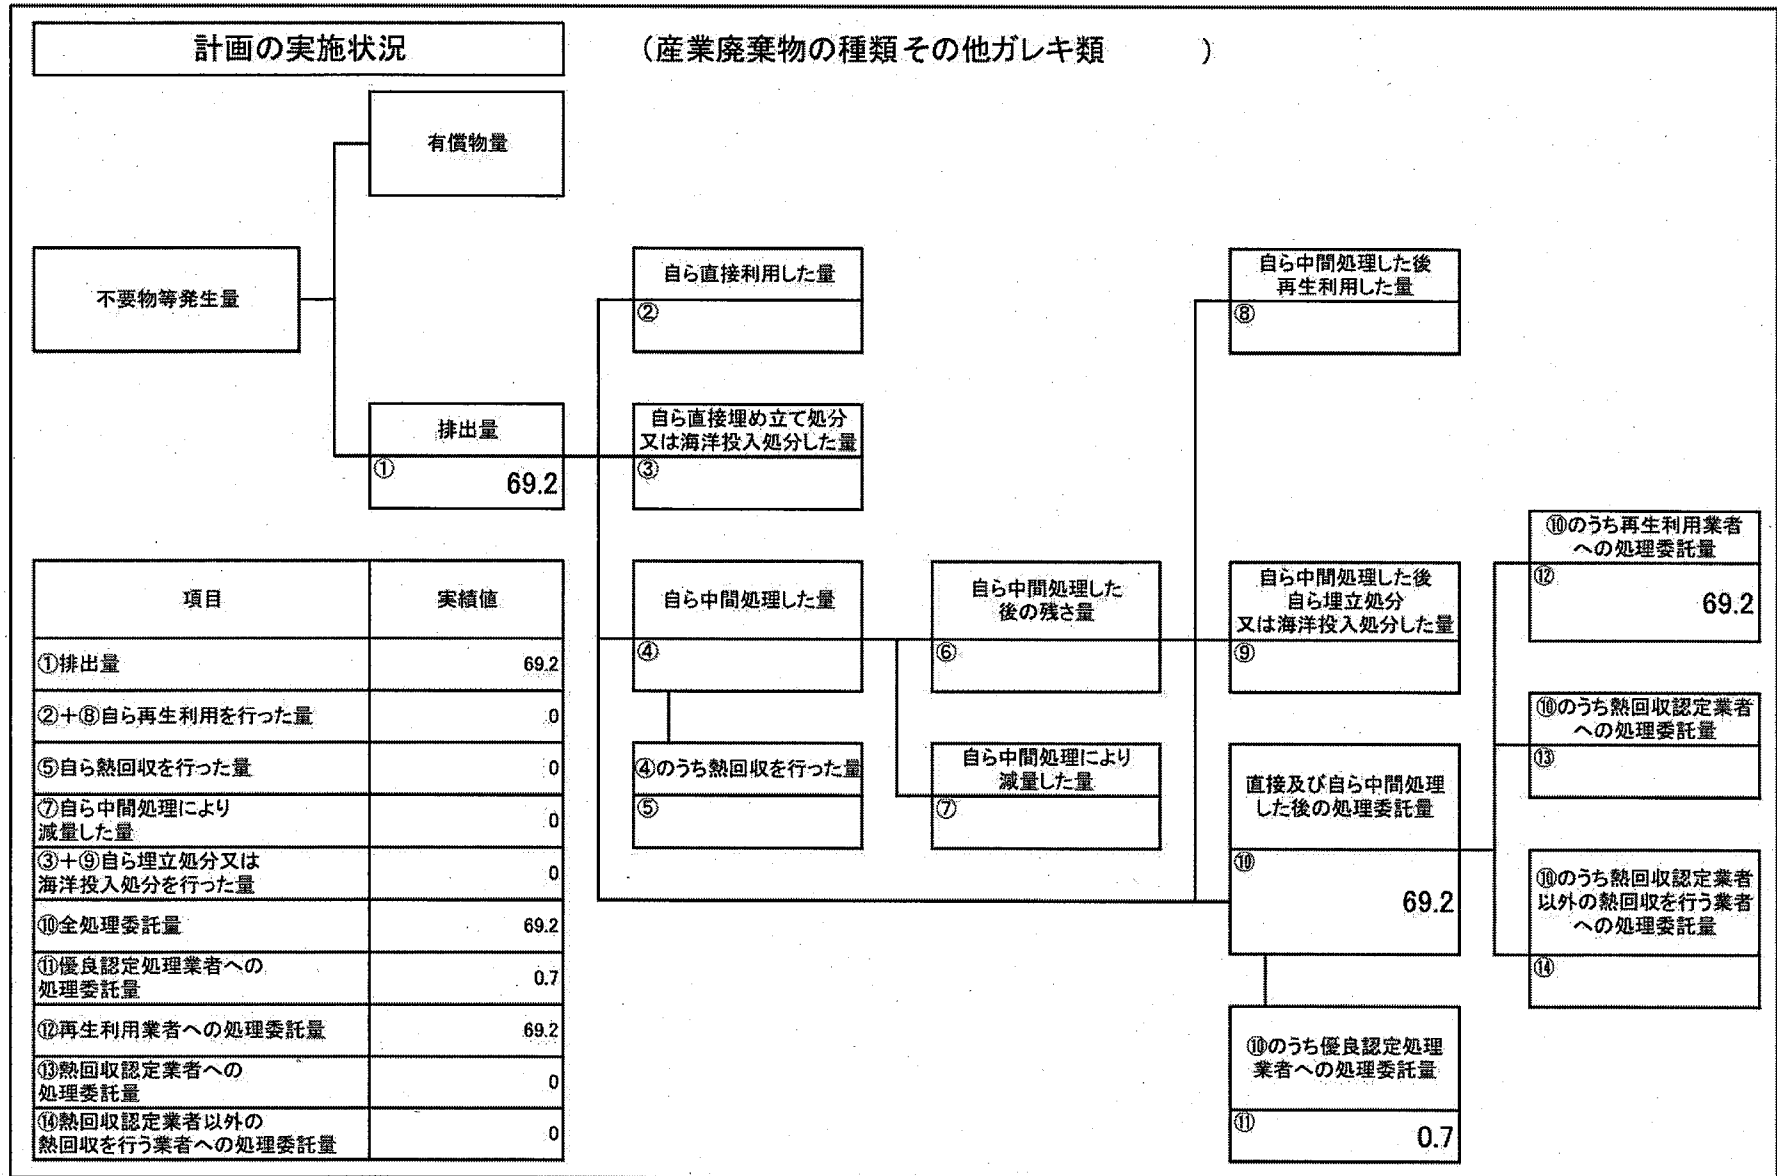 計画の実施状況
（産業廃棄物の種類その他ガレキ類　　　）
有償物量
不要物等発生量
排出量
①
69.2
自ら直接利用した量
②
自ら直接埋め立て処分
又は海洋投入処分した量
③
自ら中間処理した量
④
④のうち熱回収を行った量
⑤
自ら中間処理した
後の残さ量
⑥
自ら中間処理により
減量した量
⑦
自ら中間処理した後
再生利用した量
⑧
自ら中間処理した後
自ら埋立処分
又は海洋投入処分した量
⑨
直接及び自ら中間処理
した後の処理委託量
⑩
69.2
⑩のうち優良認定処理
業者への処理委託量
⑪
0.7
⑩のうち再生利用業者
への処理委託量
⑫
69.2
⑩のうち熱回収認定業者
への処理委託量
⑬
⑩のうち熱回収認定業者
以外の熱回収を行う業者
への処理委託量
⑭
項目 実績値
①排出量 69.2
②＋⑧自ら再生利用を行った量 0
⑤自ら熱回収を行った量 0
⑦自ら中間処理により
減量した量 0
③＋⑨自ら埋立処分又は
海洋投入処分を行った量 0
⑩全処理委託量 69.2
⑪優良認定処理業者への
処理委託量 0.7
⑫再生利用業者への処理委託量 69.2
⑬熱回収認定業者への
処理委託量 0
⑭熱回収認定業者以外の
熱回収を行う業者への処理委託量 0